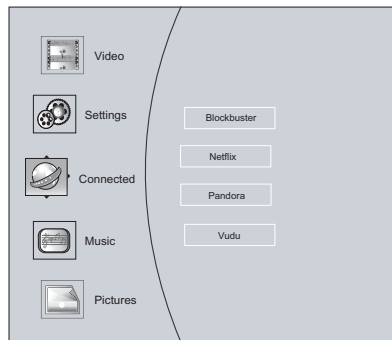 Video
Settings
Connected
Music
Pictures
Blockbuster
Netflix
Pandora
Vudu